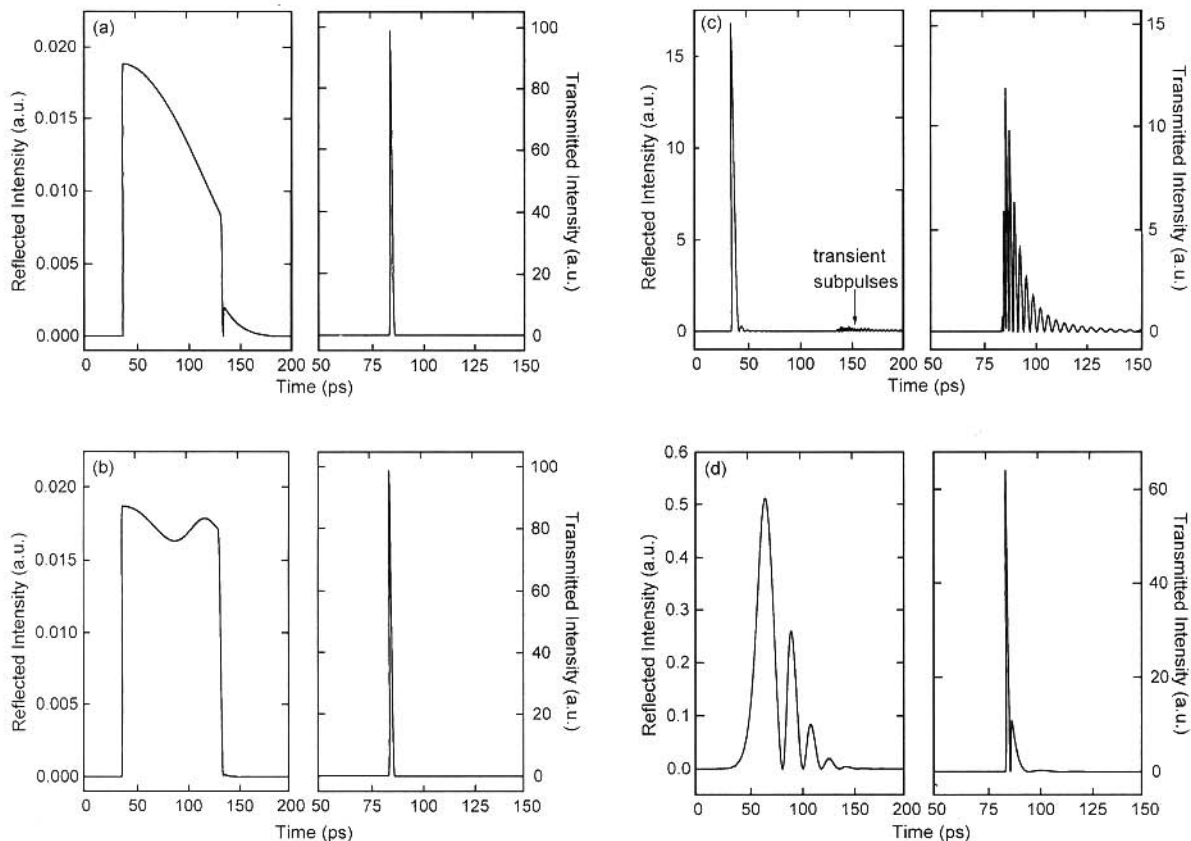 (a)
Reflected Intensity (a.u.)
0.020
0.015
0.010
0.005
0.000
0 50 100 150 200
50 75 100 125 150
Time (ps)
100
80
60
40
20
0
Transmitted Intensity (a.u.)
(c)
Reflected Intensity (a.u.)
15
10
5
0
transient
subpulses
0 50 100 150 200
50 75 100 125 150
Time (ps)
15
10
5
0
Transmitted Intensity (a.u.)
(b)
Reflected Intensity (a.u.)
0.020
0.015
0.010
0.005
0.000
0 50 100 150 200
50 75 100 125 150
Time (ps)
100
80
60
40
20
0
Transmitted Intensity (a.u.)
(d)
Reflected Intensity (a.u.)
0.6
0.5
0.4
0.3
0.2
0.1
0.0
0 50 100 150 200
50 75 100 125 150
Time (ps)
60
40
20
0
Transmitted Intensity (a.u.)